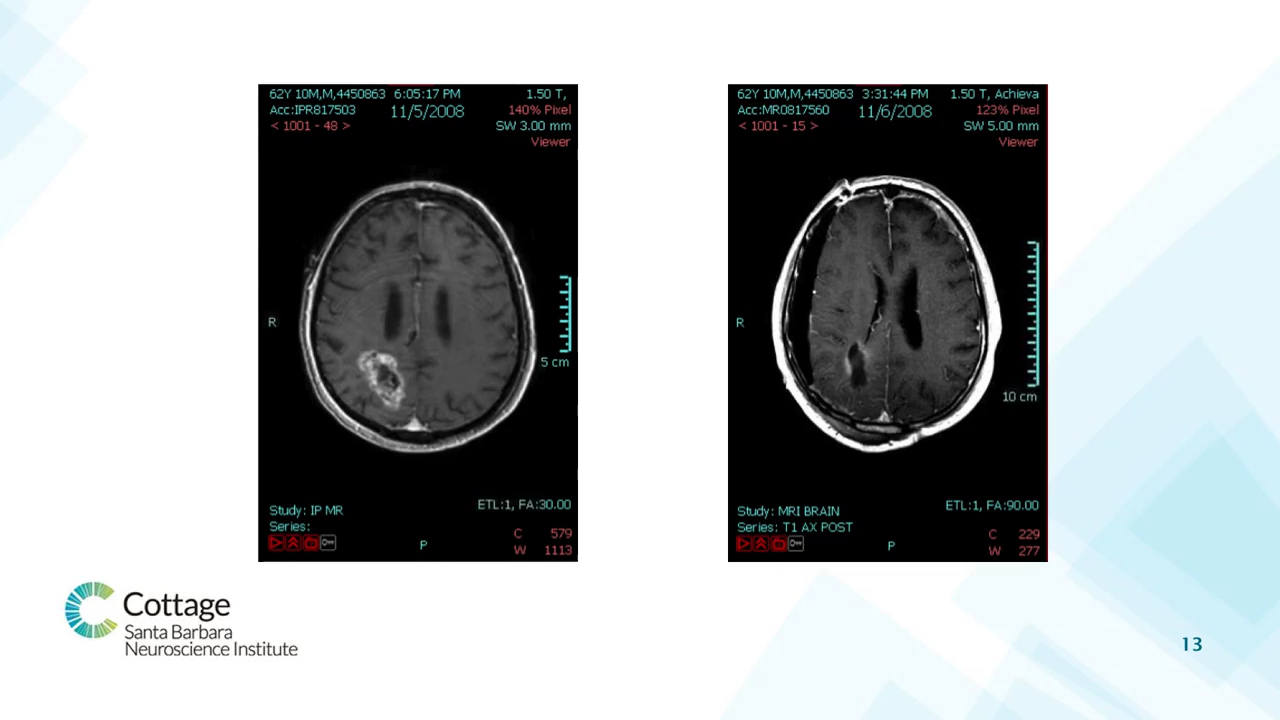 62Y 10M,M,4450863 6:05:17 PM 1.50 T,
Acc:IPR817503 11/5/2008 140% Pixel
< 1001 - 48 > SW 3.00 mm
Viewer
R
5 cm
ETL:1, FA:30.00
Study: IP MR
Series:
C 579
P
W 1113
62Y 10M,M,4450863 3:31:44 PM 1.50 T, Achieva
Acc:MR0817560 11/6/2008 123% Pixel
< 1001 - 15 > SW 5.00 mm
Viewer
R
10 cm
ETL:1, FA:90.00
Study: MRI BRAIN
Series: T1 AX POST
C 229
P
W 277
Cottage
Santa Barbara
Neuroscience Institute
13